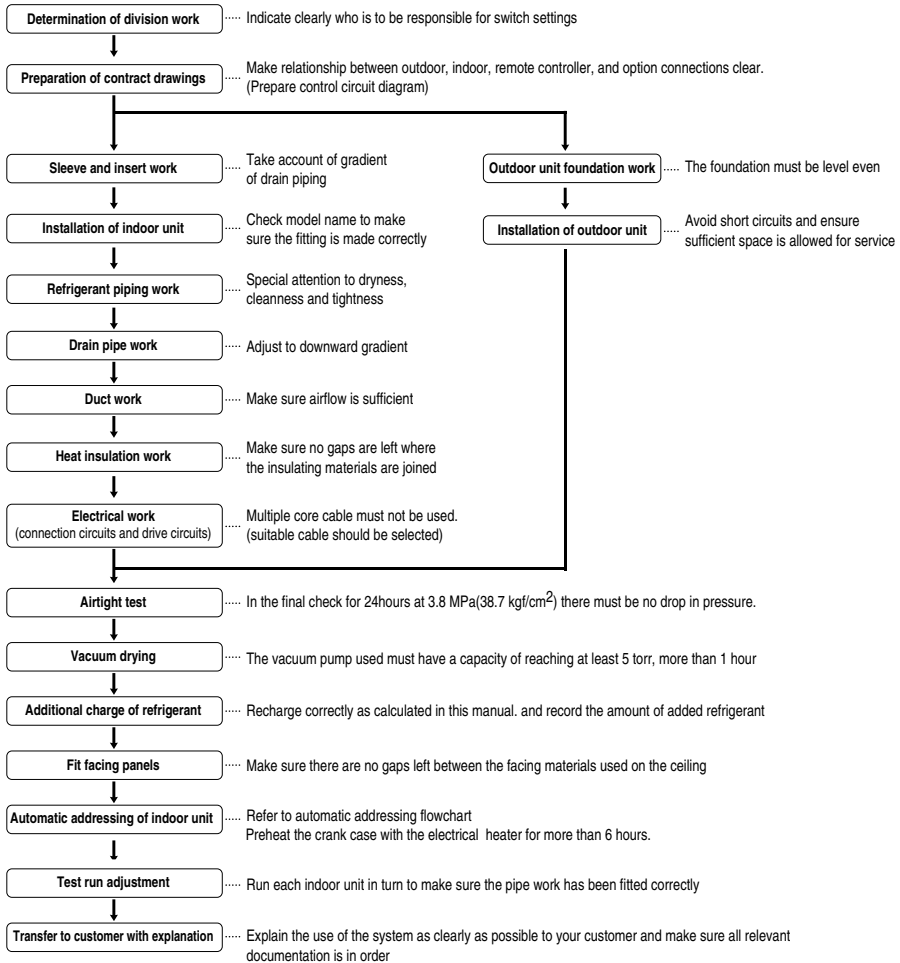 Determination of division work
Indicate clearly who is to be responsible for switch settings
Preparation of contract drawings
Make relationship between outdoor, indoor, remote controller, and option connections clear.
(Prepare control circuit diagram)
Sleeve and insert work
Take account of gradient
of drain piping
Outdoor unit foundation work
The foundation must be level even
Installation of indoor unit
Check model name to make
sure the fitting is made correctly
Installation of outdoor unit
Avoid short circuits and ensure
sufficient space is allowed for service
Refrigerant piping work
Special attention to dryness,
cleanness and tightness
Drain pipe work
Adjust to downward gradient
Duct work
Make sure airflow is sufficient
Heat insulation work
Make sure no gaps are left where
the insulating materials are joined
Electrical work
(connection circuits and drive circuits)
Multiple core cable must not be used.
(suitable cable should be selected)
Airtight test
In the final check for 24hours at 3.8 MPa(38.7 kgf/cm2) there must be no drop in pressure.
Vacuum drying
The vacuum pump used must have a capacity of reaching at least 5 torr, more than 1 hour
Additional charge of refrigerant
Recharge correctly as calculated in this manual. and record the amount of added refrigerant
Fit facing panels
Make sure there are no gaps left between the facing materials used on the ceiling
Automatic addressing of indoor unit
Refer to automatic addressing flowchart
Preheat the crank case with the electrical heater for more than 6 hours.
Test run adjustment
Run each indoor unit in turn to make sure the pipe work has been fitted correctly
Transfer to customer with explanation
Explain the use of the system as clearly as possible to your customer and make sure all relevant
documentation is in order